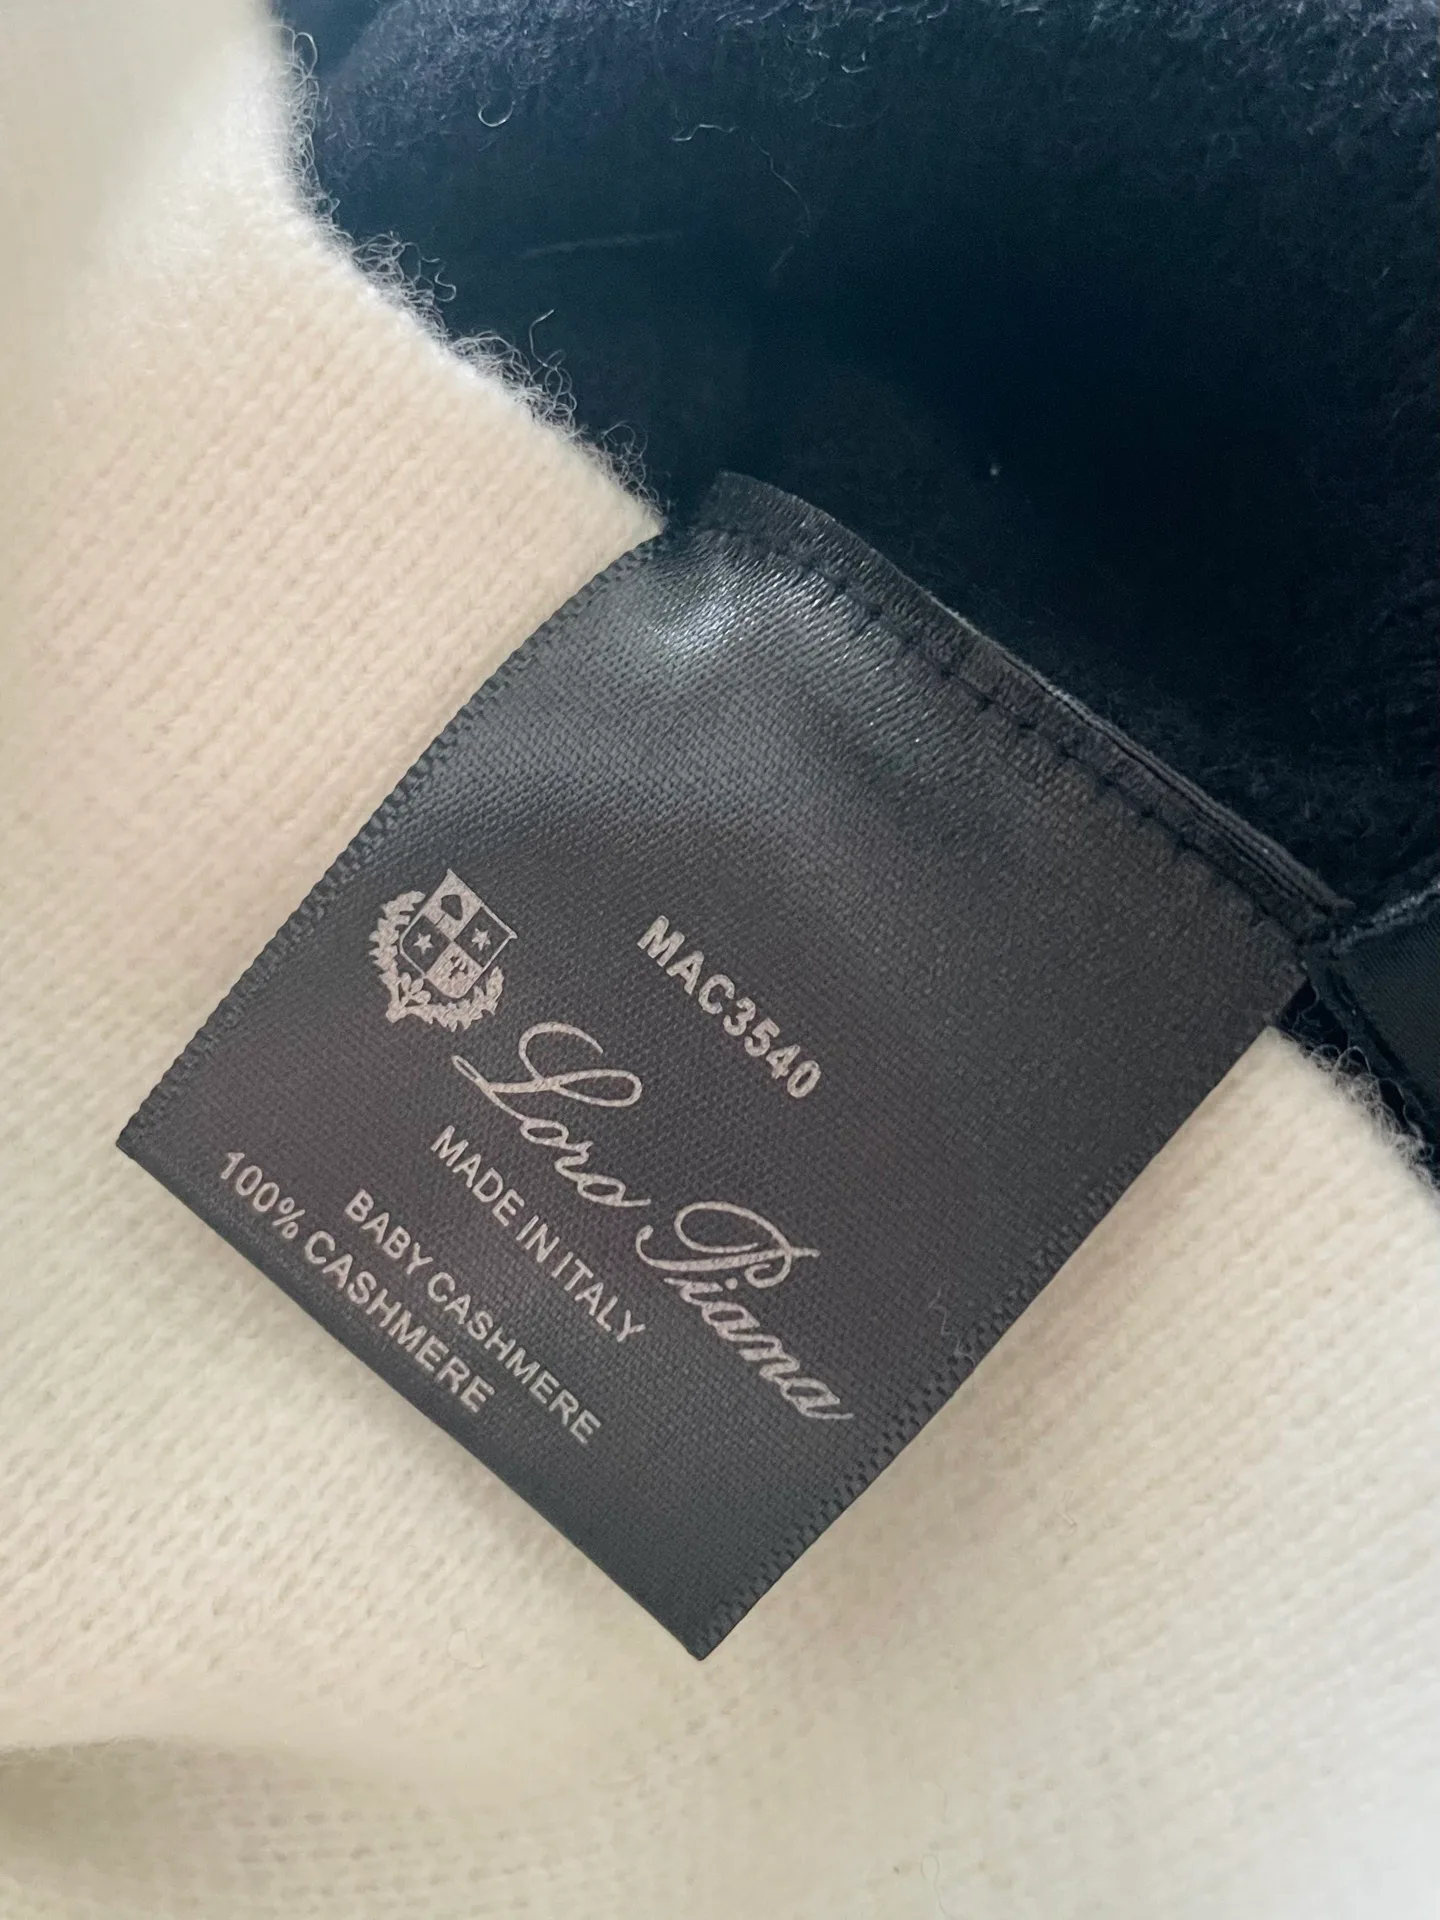 MAC3540
Loro Piana
MADE IN ITALY
BABY CASHMERE
100% CASHMERE